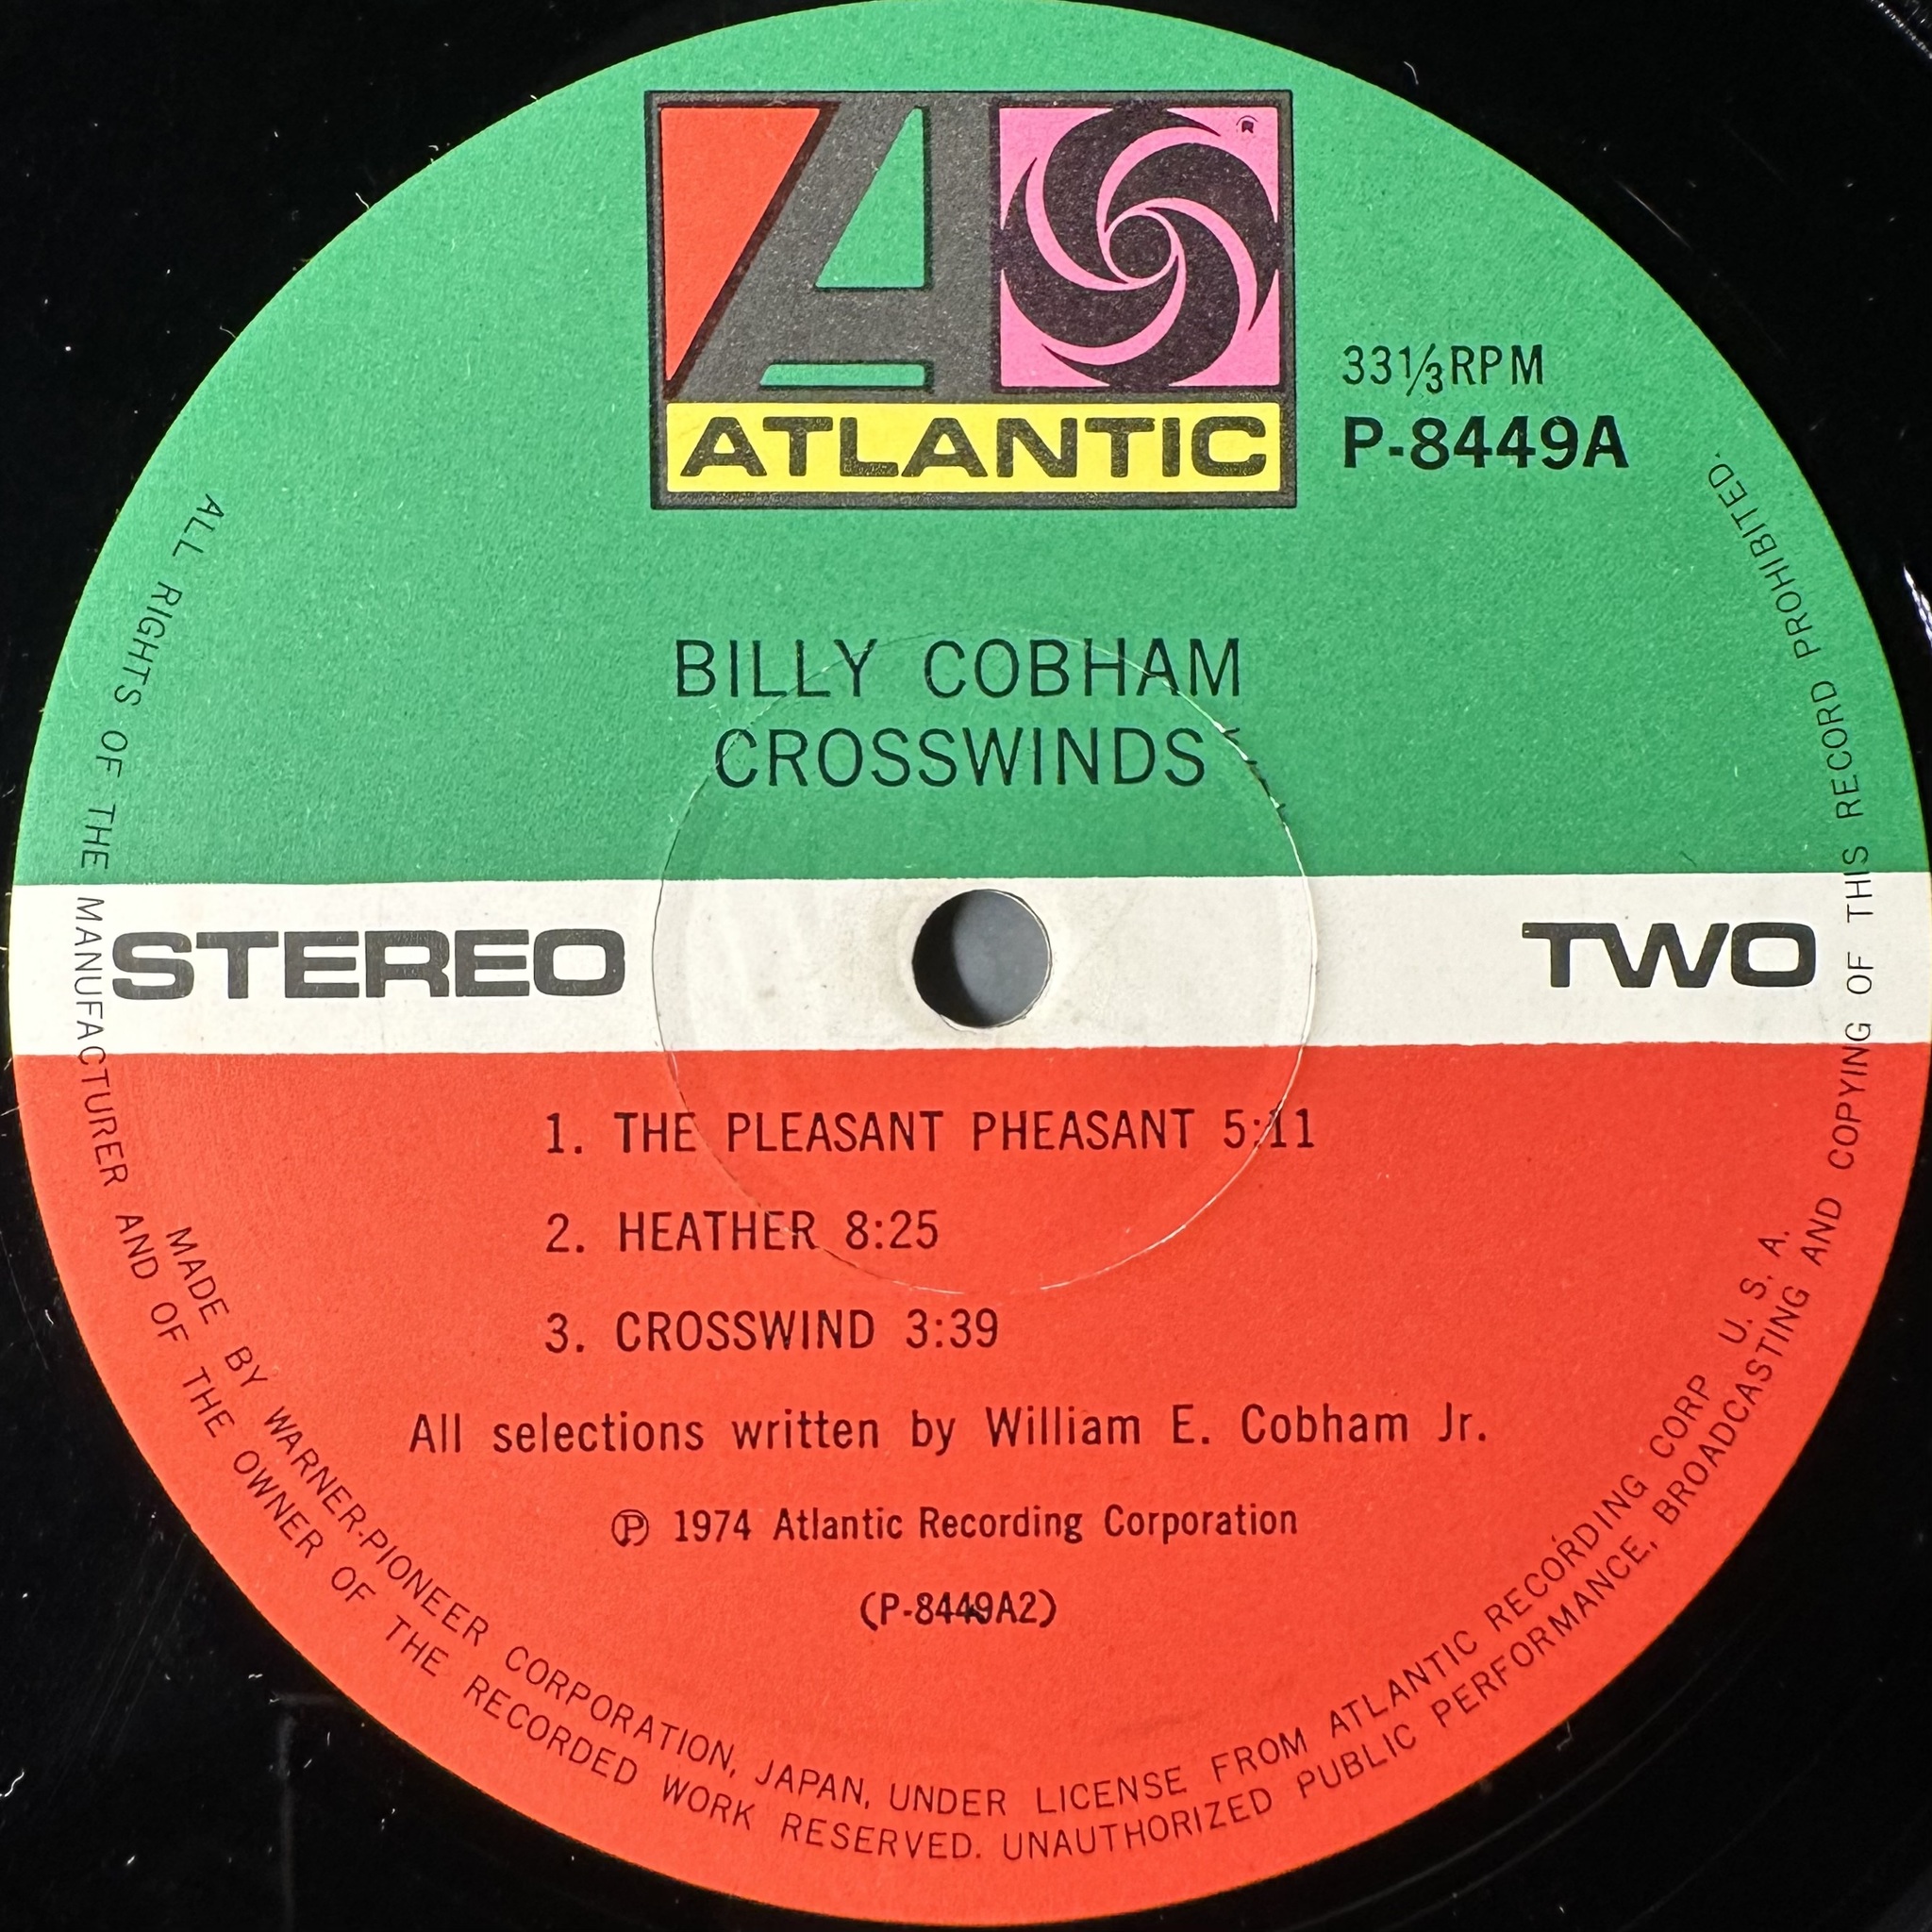 ATLANTIC
®
33⅓RPM
P-8449A
BILLY COBHAM
CROSSWINDS
STEREO
TWO
1. THE PLEASANT PHEASANT 5:11
2. HEATHER 8:25
3. CROSSWIND 3:39
All selections written by William E. Cobham Jr.
℗ 1974 Atlantic Recording Corporation
(P-8449A2)
MADE BY WARNER-PIONEER CORPORATION, JAPAN, UNDER LICENSE FROM ATLANTIC RECORDING CORP U. S. A.
ALL RIGHTS OF THE MANUFACTURER AND OF THE OWNER OF THE RECORDED WORK RESERVED. UNAUTHORIZED PUBLIC PERFORMANCE, BROADCASTING AND COPYING OF THIS RECORD PROHIBITED.